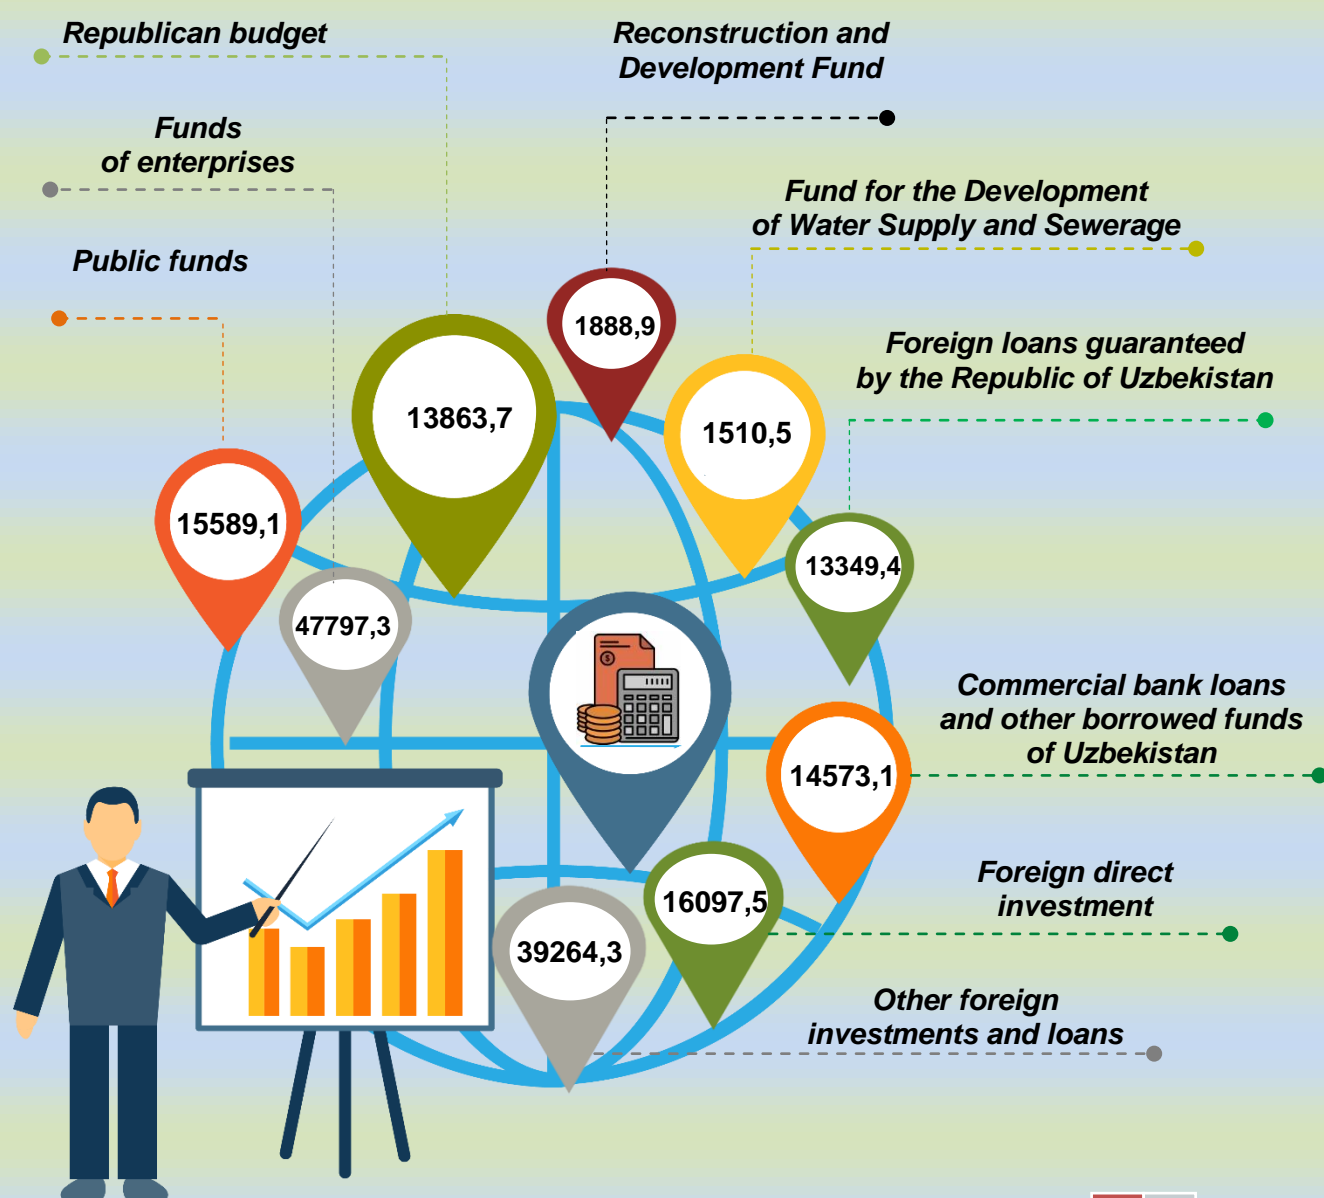 Republican budget
Reconstruction and
Development Fund
Funds
of enterprises
Fund for the Development
of Water Supply and Sewerage
Public funds
1888,9
Foreign loans guaranteed
by the Republic of Uzbekistan
13863,7
1510,5
15589,1
13349,4
47797,3
$
Commercial bank loans
and other borrowed funds
of Uzbekistan
14573,1
Foreign direct
investment
16097,5
39264,3
Other foreign
investments and loans